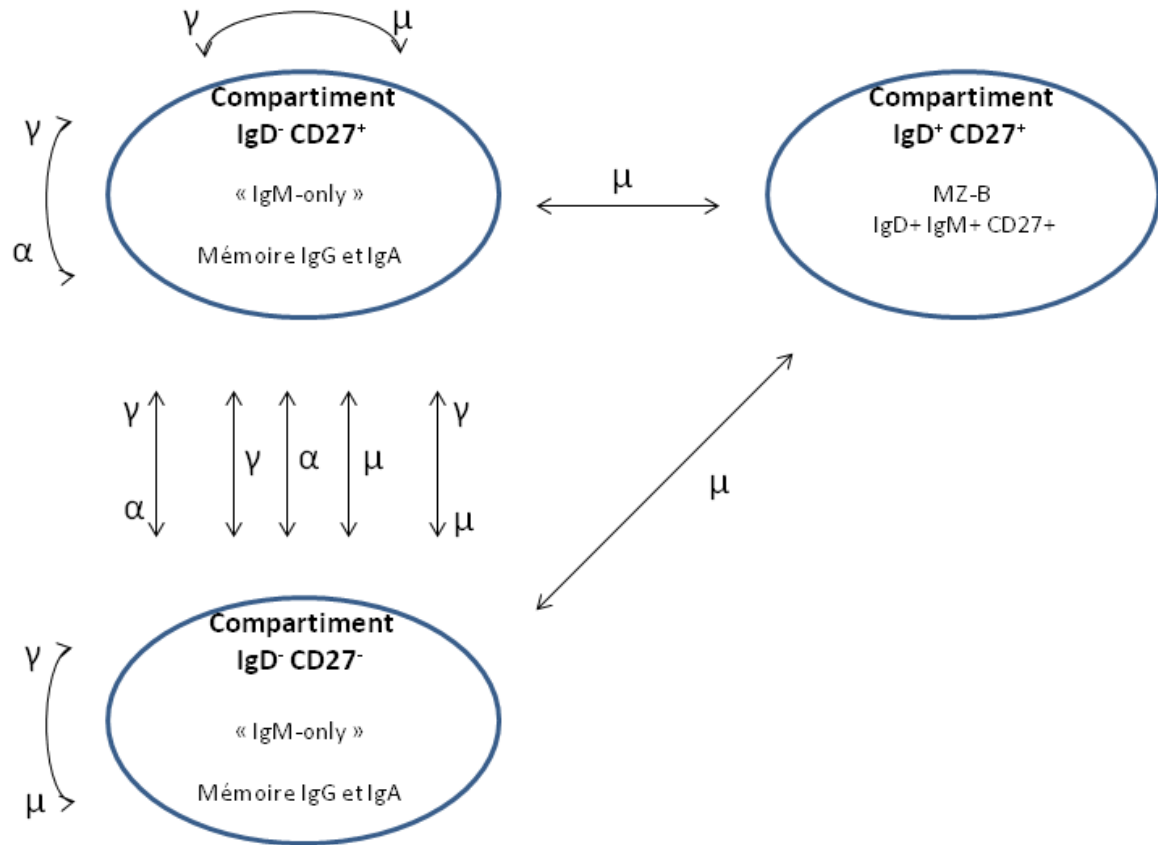 γ μ
Compartiment
IgD⁻ CD27⁺
« IgM-only »
Mémoire IgG et IgA
γ
α
μ
Compartiment
IgD⁺ CD27⁺
MZ-B
IgD+ IgM+ CD27+
γ γ
γ α μ
α μ
μ
Compartiment
IgD⁻ CD27⁻
« IgM-only »
Mémoire IgG et IgA
γ
μ